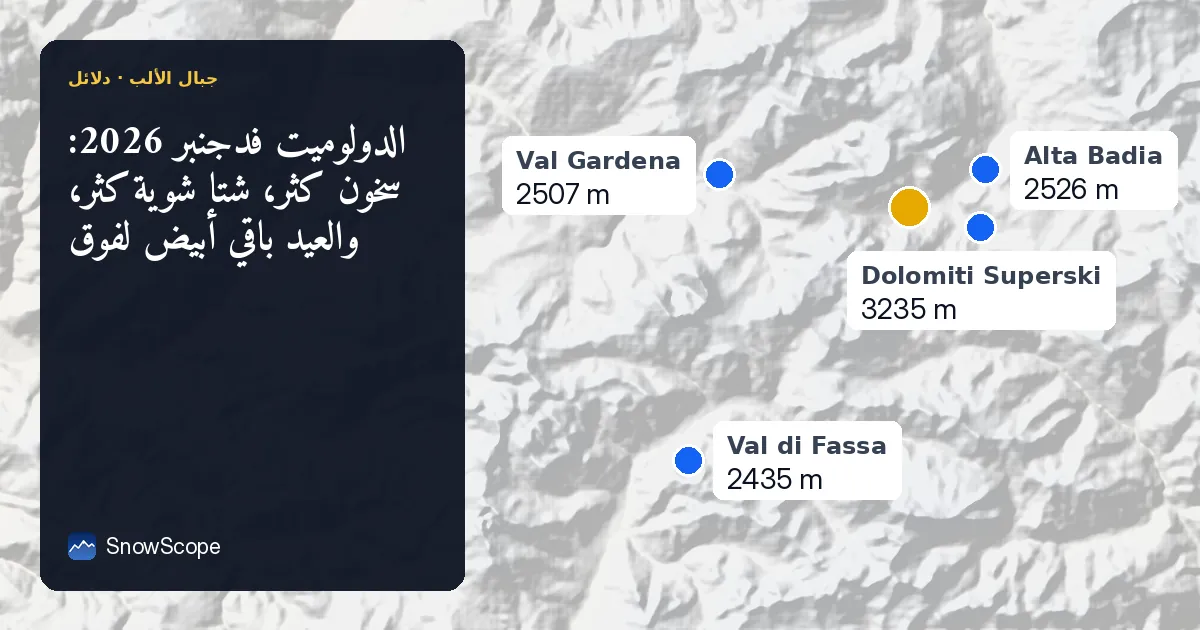 جبال الألب · دلائل
الدولوميت فدجنبر 2026:
سخون كثر، شتا شوية كثر،
والعيد باقي أبيض لفوق
SnowScope
Val Gardena
2507 m
Alta Badia
2526 m
Dolomiti Superski
3235 m
Val di Fassa
2435 m